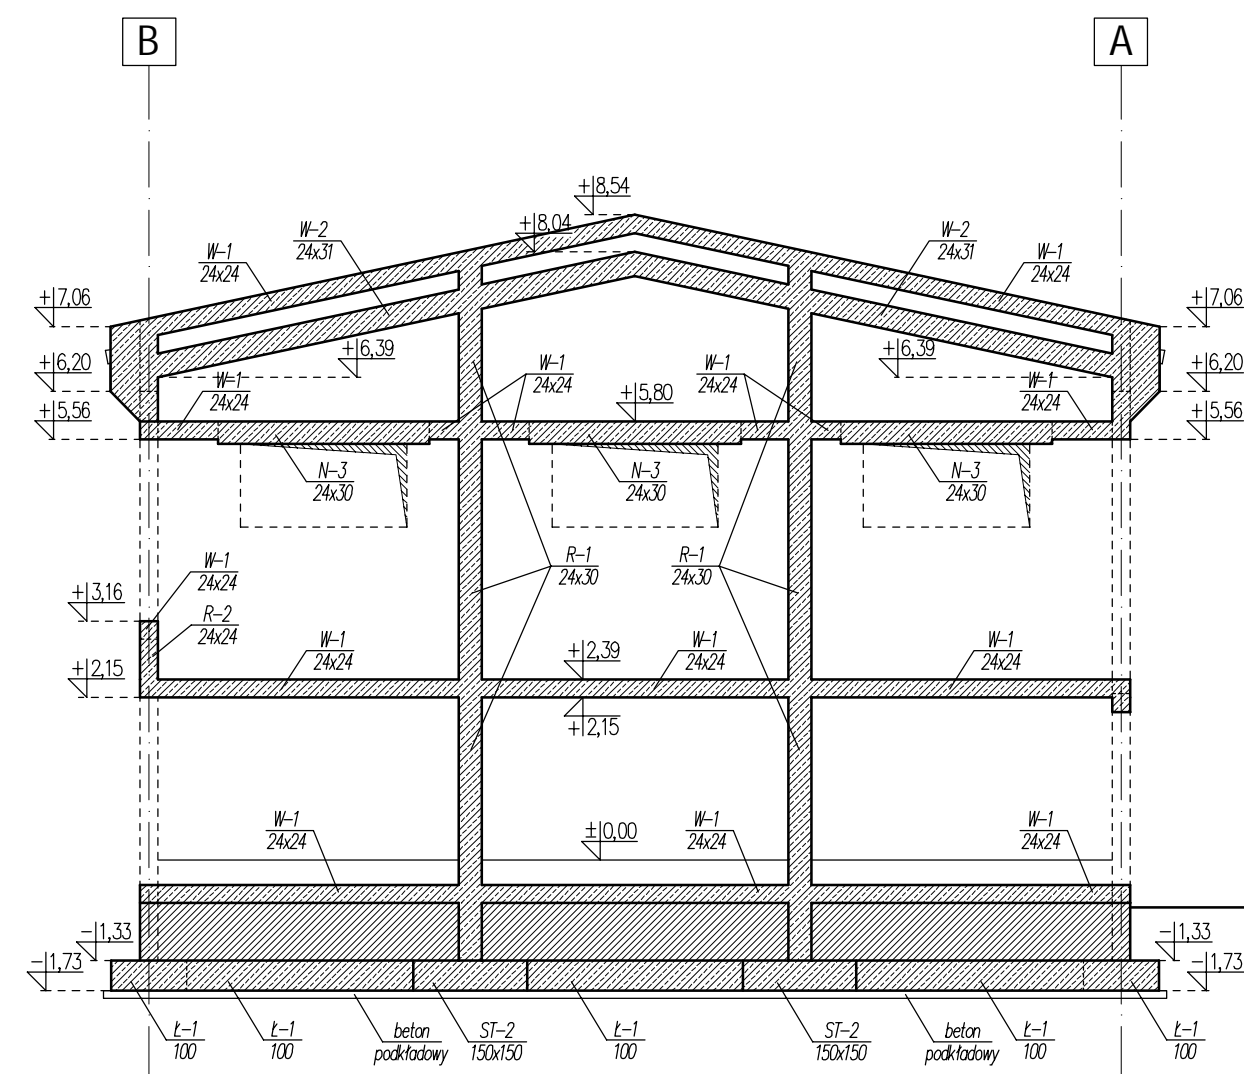 B
A
+8,54
+8,04
W-2
24x31
W-2
24x31
W-1
24x24
W-1
24x24
+7,06
+7,06
+6,39
+6,39
+6,20
+6,20
W-1
24x24
W-1
24x24
W-1
24x24
W-1
24x24
+5,80
+5,56
+5,56
N-3
24x30
N-3
24x30
N-3
24x30
R-1
24x30
R-1
24x30
W-1
24x24
+3,16
R-2
24x24
W-1
24x24
+2,39
W-1
24x24
W-1
24x24
+2,15
+2,15
W-1
24x24
±0,00
W-1
24x24
W-1
24x24
-1,33
-1,33
-1,73
-1,73
Ł-1
100
Ł-1
100
beton
podkładowy
ST-2
150x150
Ł-1
100
ST-2
150x150
beton
podkładowy
Ł-1
100
Ł-1
100